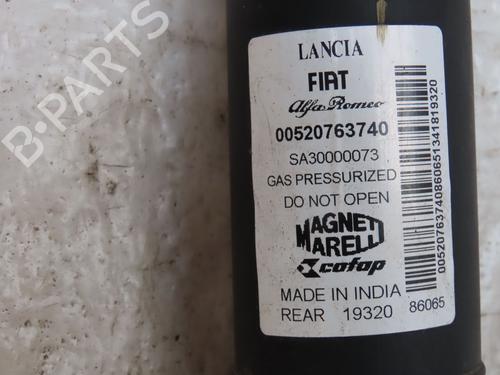 LANCIA
FIAT
Alfa Romeo
00520763740
SA30000073
GAS PRESSURIZED
DO NOT OPEN
MAGNETI
MARELLI
cofap
MADE IN INDIA
REAR 19320 86065
00520763740860651341819320
B-PARTS